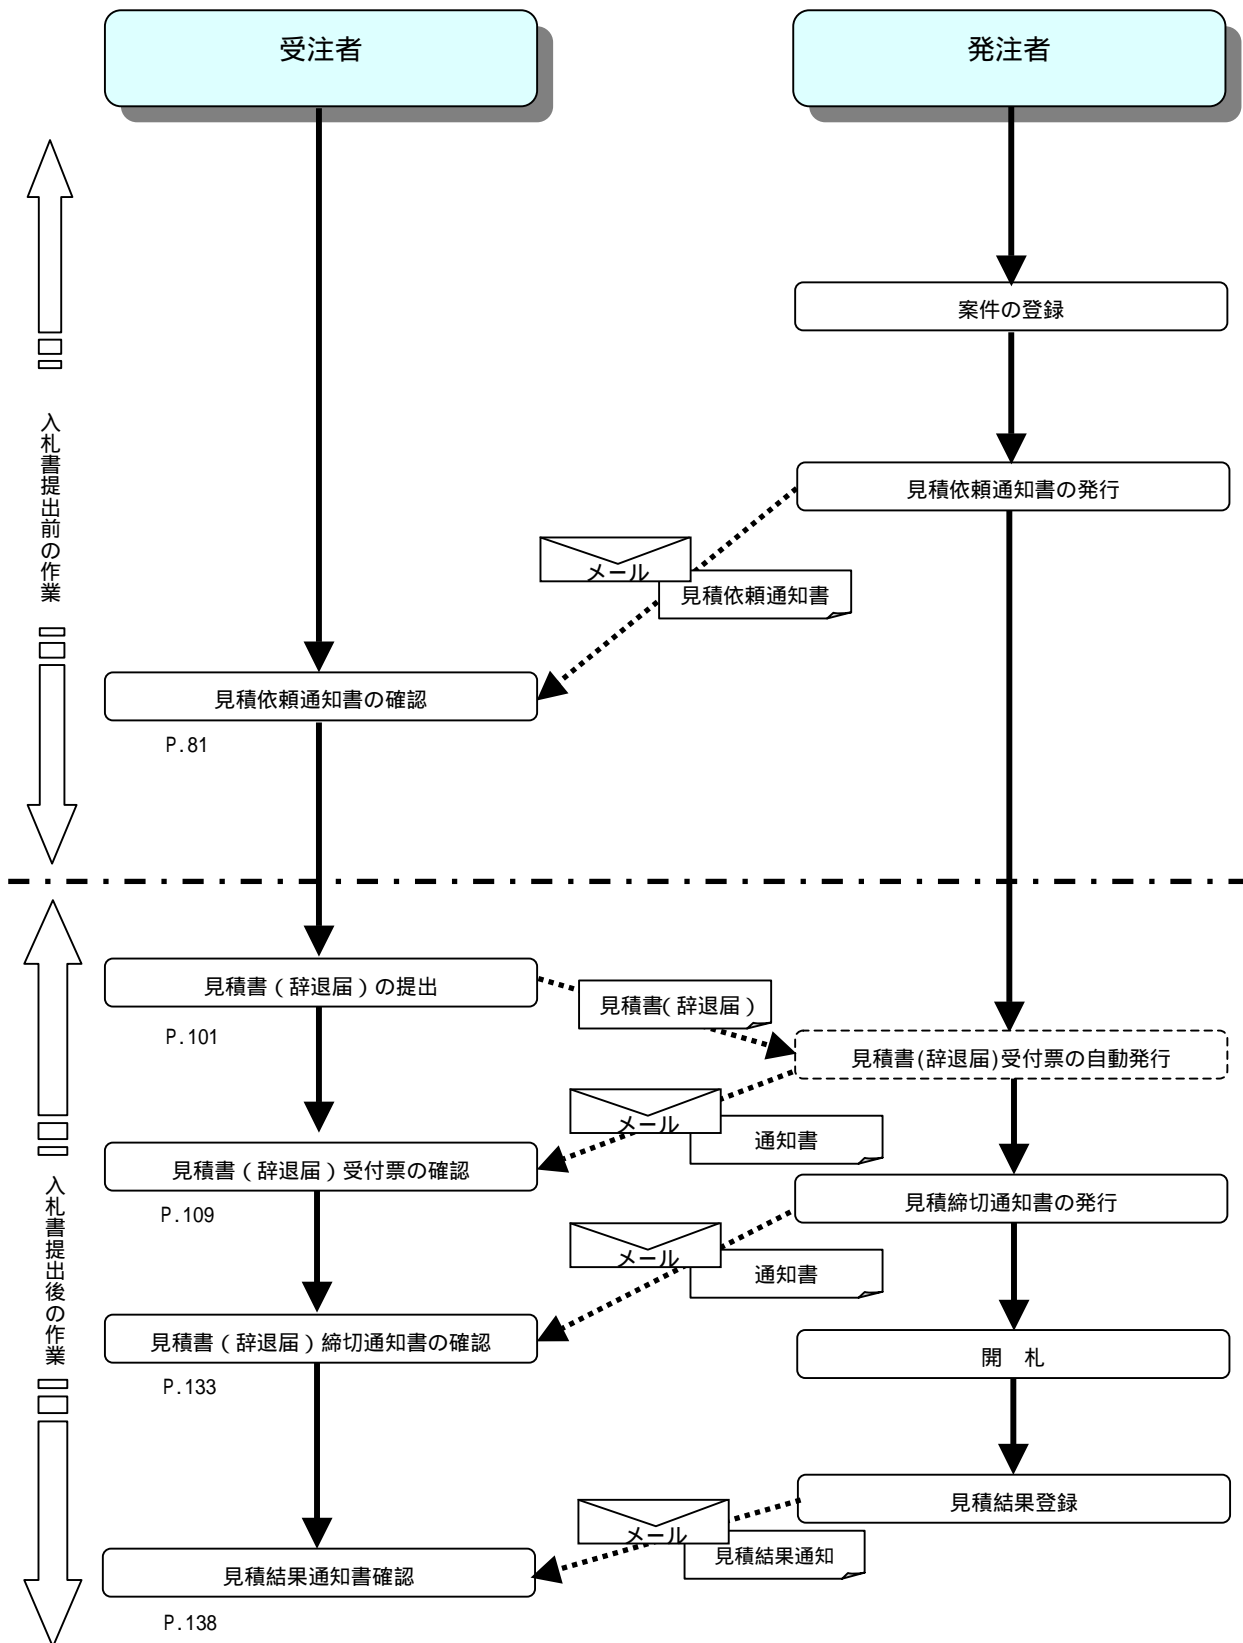 受注者
発注者
案件の登録
入札書提出前の作業
見積依頼通知書の発行
メール
見積依頼通知書
見積依頼通知書の確認
P.81
見積書（辞退届）の提出
見積書（辞退届）
P.101
見積書(辞退届)受付票の自動発行
メール
通知書
見積書（辞退届）受付票の確認
入札書提出後の作業
見積締切通知書の発行
P.109
メール
通知書
見積書（辞退届）締切通知書の確認
開　札
P.133
見積結果登録
メール
見積結果通知
見積結果通知書確認
P.138